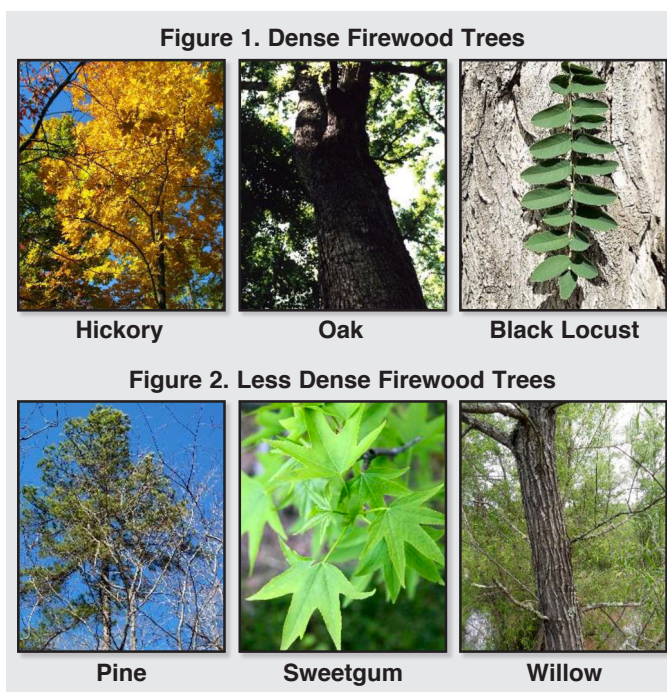 Figure 1. Dense Firewood Trees
Hickory
Oak
Black Locust
Figure 2. Less Dense Firewood Trees
Pine
Sweetgum
Willow